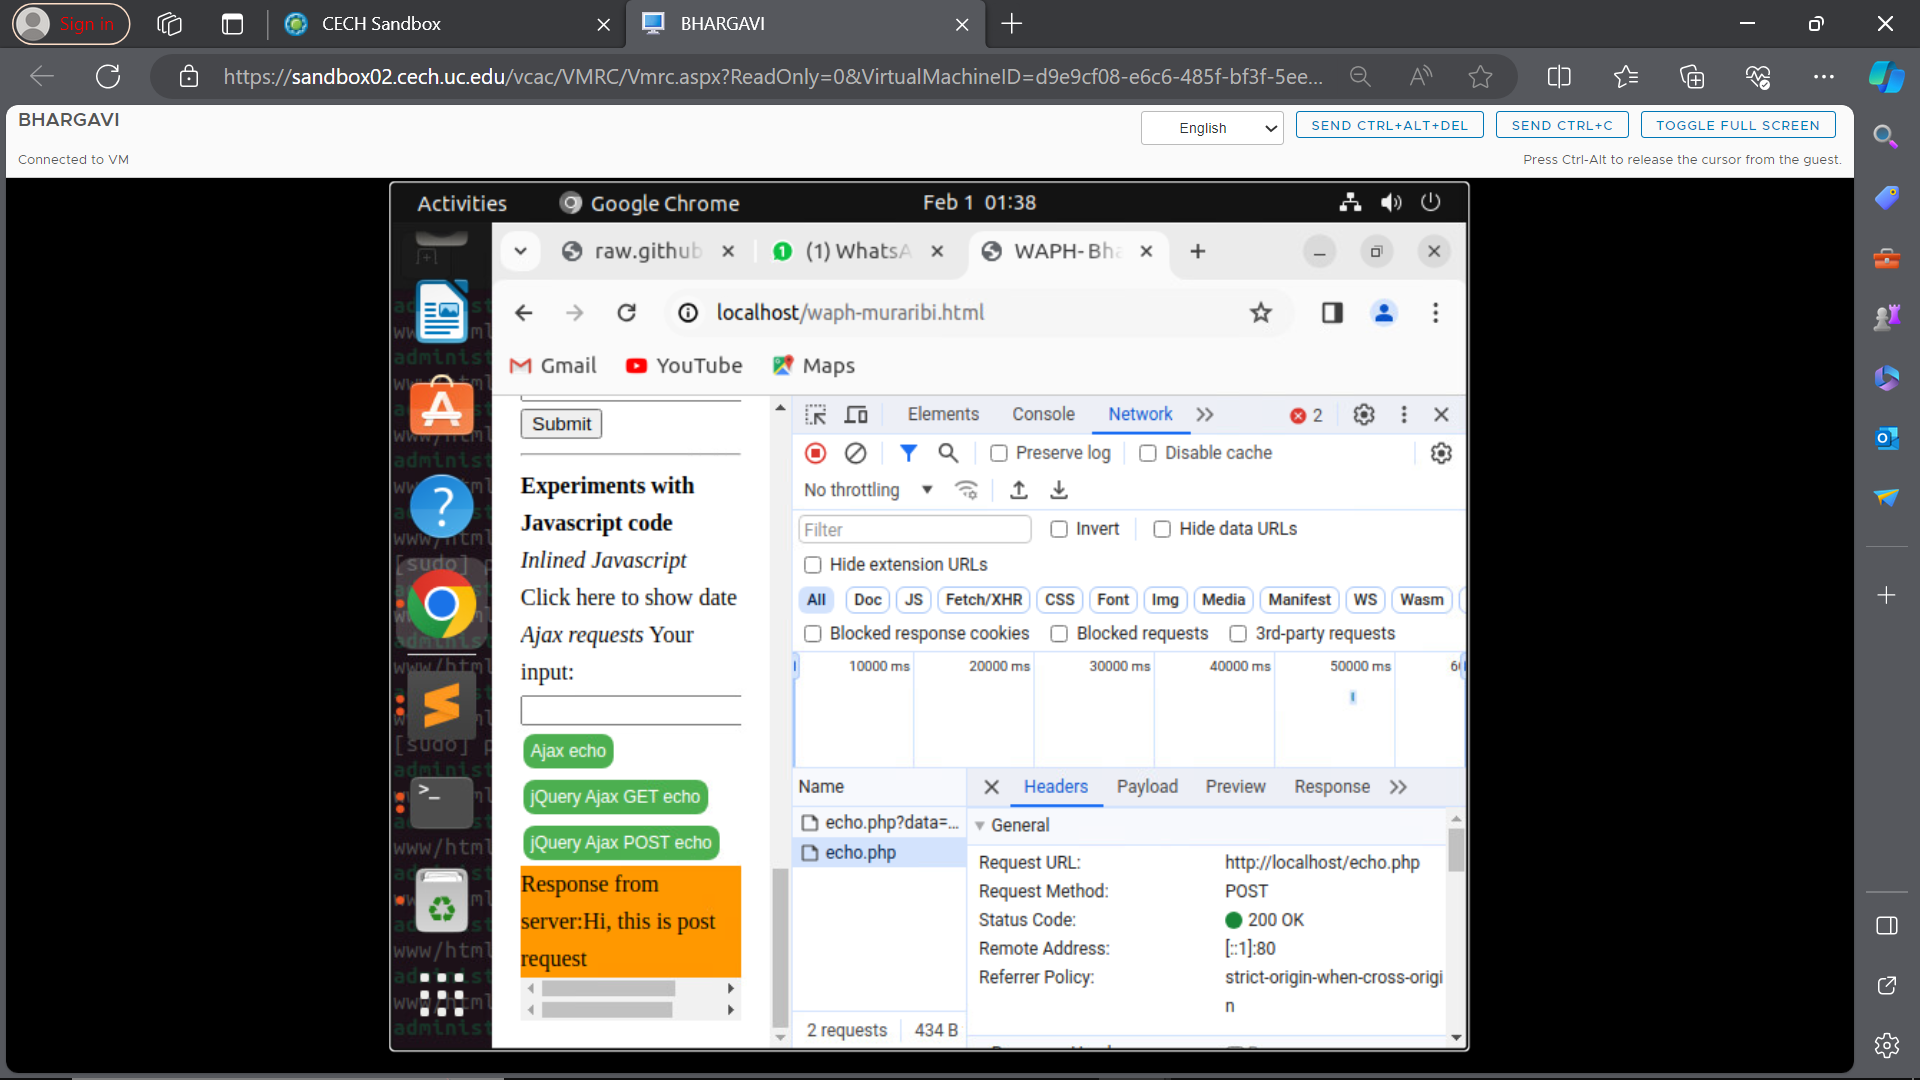 Sign in
CECH Sandbox
BHARGAVI
https://sandbox02.cech.uc.edu/vcac/VMRC/Vmrc.aspx?ReadOnly=0&VirtualMachineID=d9e9cf08-e6c6-485f-bf3f-5ee...
BHARGAVI
English
SEND CTRL+ALT+DEL
SEND CTRL+C
TOGGLE FULL SCREEN
Connected to VM
Press Ctrl-Alt to release the cursor from the guest.
Activities
Google Chrome
Feb 1 01:38
raw.github
(1) WhatsA
WAPH- Bha
localhost/waph-muraribi.html
Gmail
YouTube
Maps
Submit
Experiments with
Javascript code
Inlined Javascript
Click here to show date
Ajax requests Your
input:
Ajax echo
jQuery Ajax GET echo
jQuery Ajax POST echo
Response from
server:Hi, this is post
request
Elements
Console
Network
2
Preserve log
Disable cache
No throttling
Filter
Invert
Hide data URLs
Hide extension URLs
All
Doc
JS
Fetch/XHR
CSS
Font
Img
Media
Manifest
WS
Wasm
Blocked response cookies
Blocked requests
3rd-party requests
10000 ms
20000 ms
30000 ms
40000 ms
50000 ms
Name
Headers
Payload
Preview
Response
echo.php?data=...
echo.php
General
Request URL:
http://localhost/echo.php
Request Method:
POST
Status Code:
200 OK
Remote Address:
[::1]:80
Referrer Policy:
strict-origin-when-cross-origi
n
2 requests
434 B